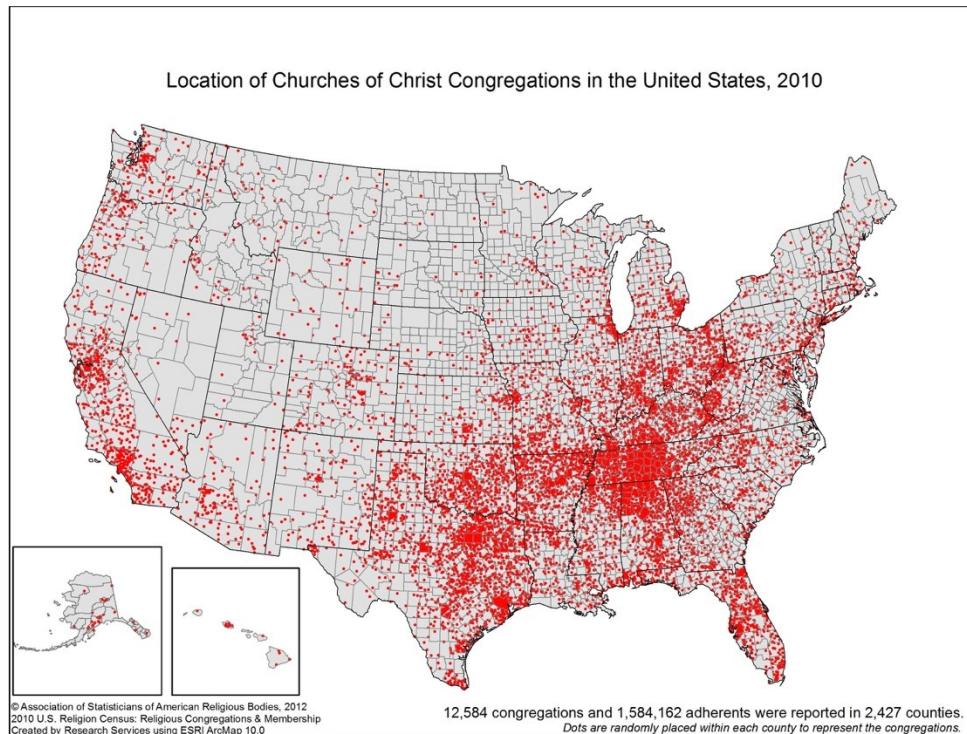 Location of Churches of Christ Congregations in the United States, 2010
© Association of Statisticians of American Religious Bodies, 2012
2010 U.S. Religion Census: Religious Congregations & Membership
Created by Research Services using ESRI ArcMap 10.0
12,584 congregations and 1,584,162 adherents were reported in 2,427 counties.
Dots are randomly placed within each county to represent the congregations.